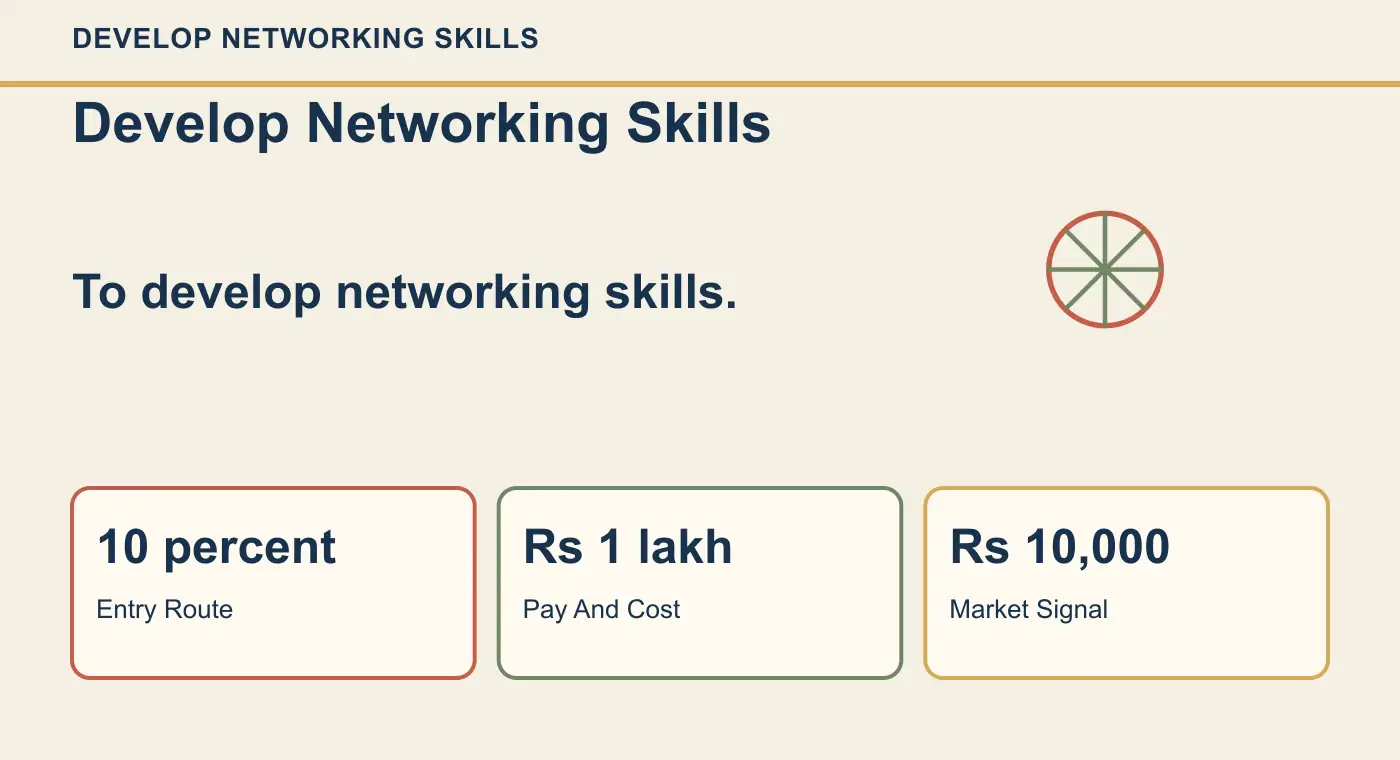 DEVELOP NETWORKING SKILLS
Develop Networking Skills
To develop networking skills.
10 percent
Entry Route
Rs 1 lakh
Pay And Cost
Rs 10,000
Market Signal